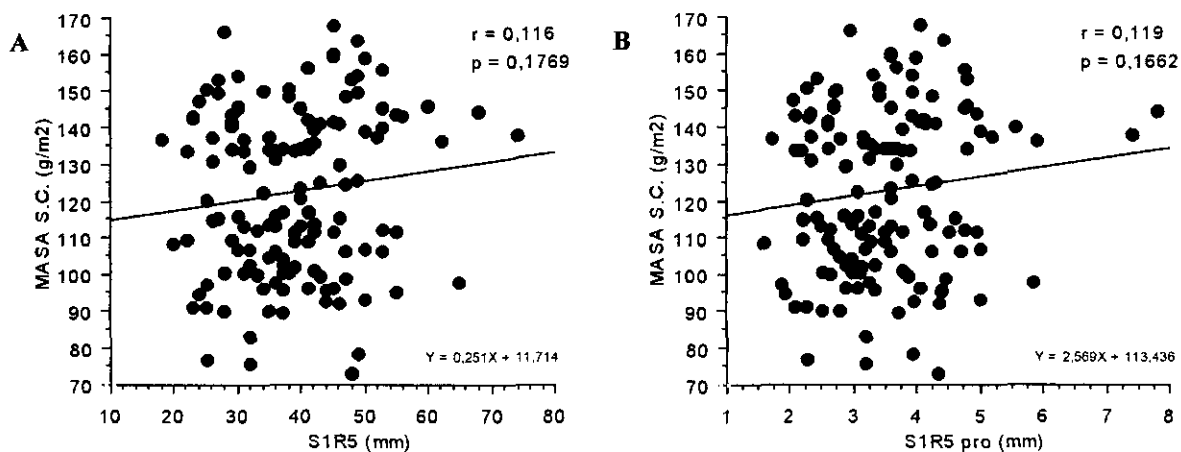 A
MASA S.C. (g/m2)
170
160
150
140
130
120
110
100
90
80
70
r = 0,116
p = 0,1769
Y = 0,251X + 11,714
10 20 30 40 50 60 70 80
S1R5 (mm)
B
MASA S.C. (g/m2)
170
160
150
140
130
120
110
100
90
80
70
r = 0,119
p = 0,1662
Y = 2,569X + 113,436
1 2 3 4 5 6 7 8
S1R5 pro (mm)